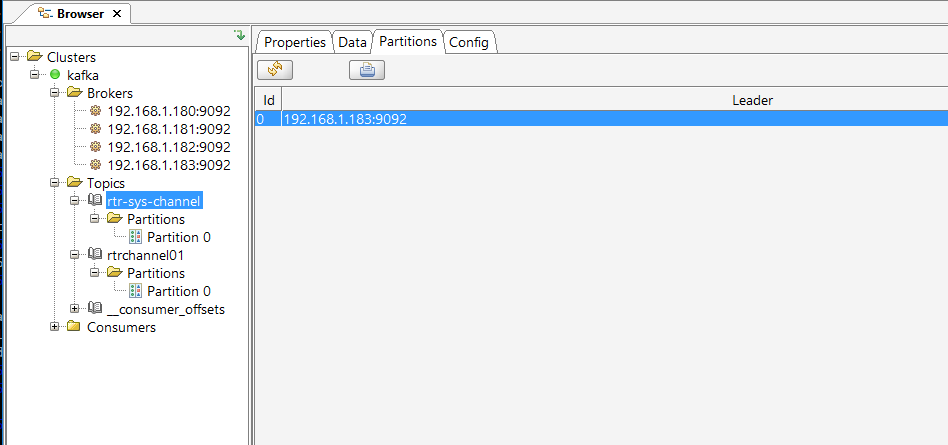 Browser
Clusters
kafka
Brokers
192.168.1.180:9092
192.168.1.181:9092
192.168.1.182:9092
192.168.1.183:9092
Topics
rtr-sys-channel
Partitions
Partition 0
rtrchannel01
Partitions
Partition 0
__consumer_offsets
Consumers
Properties Data Partitions Config
Id Leader
0 192.168.1.183:9092